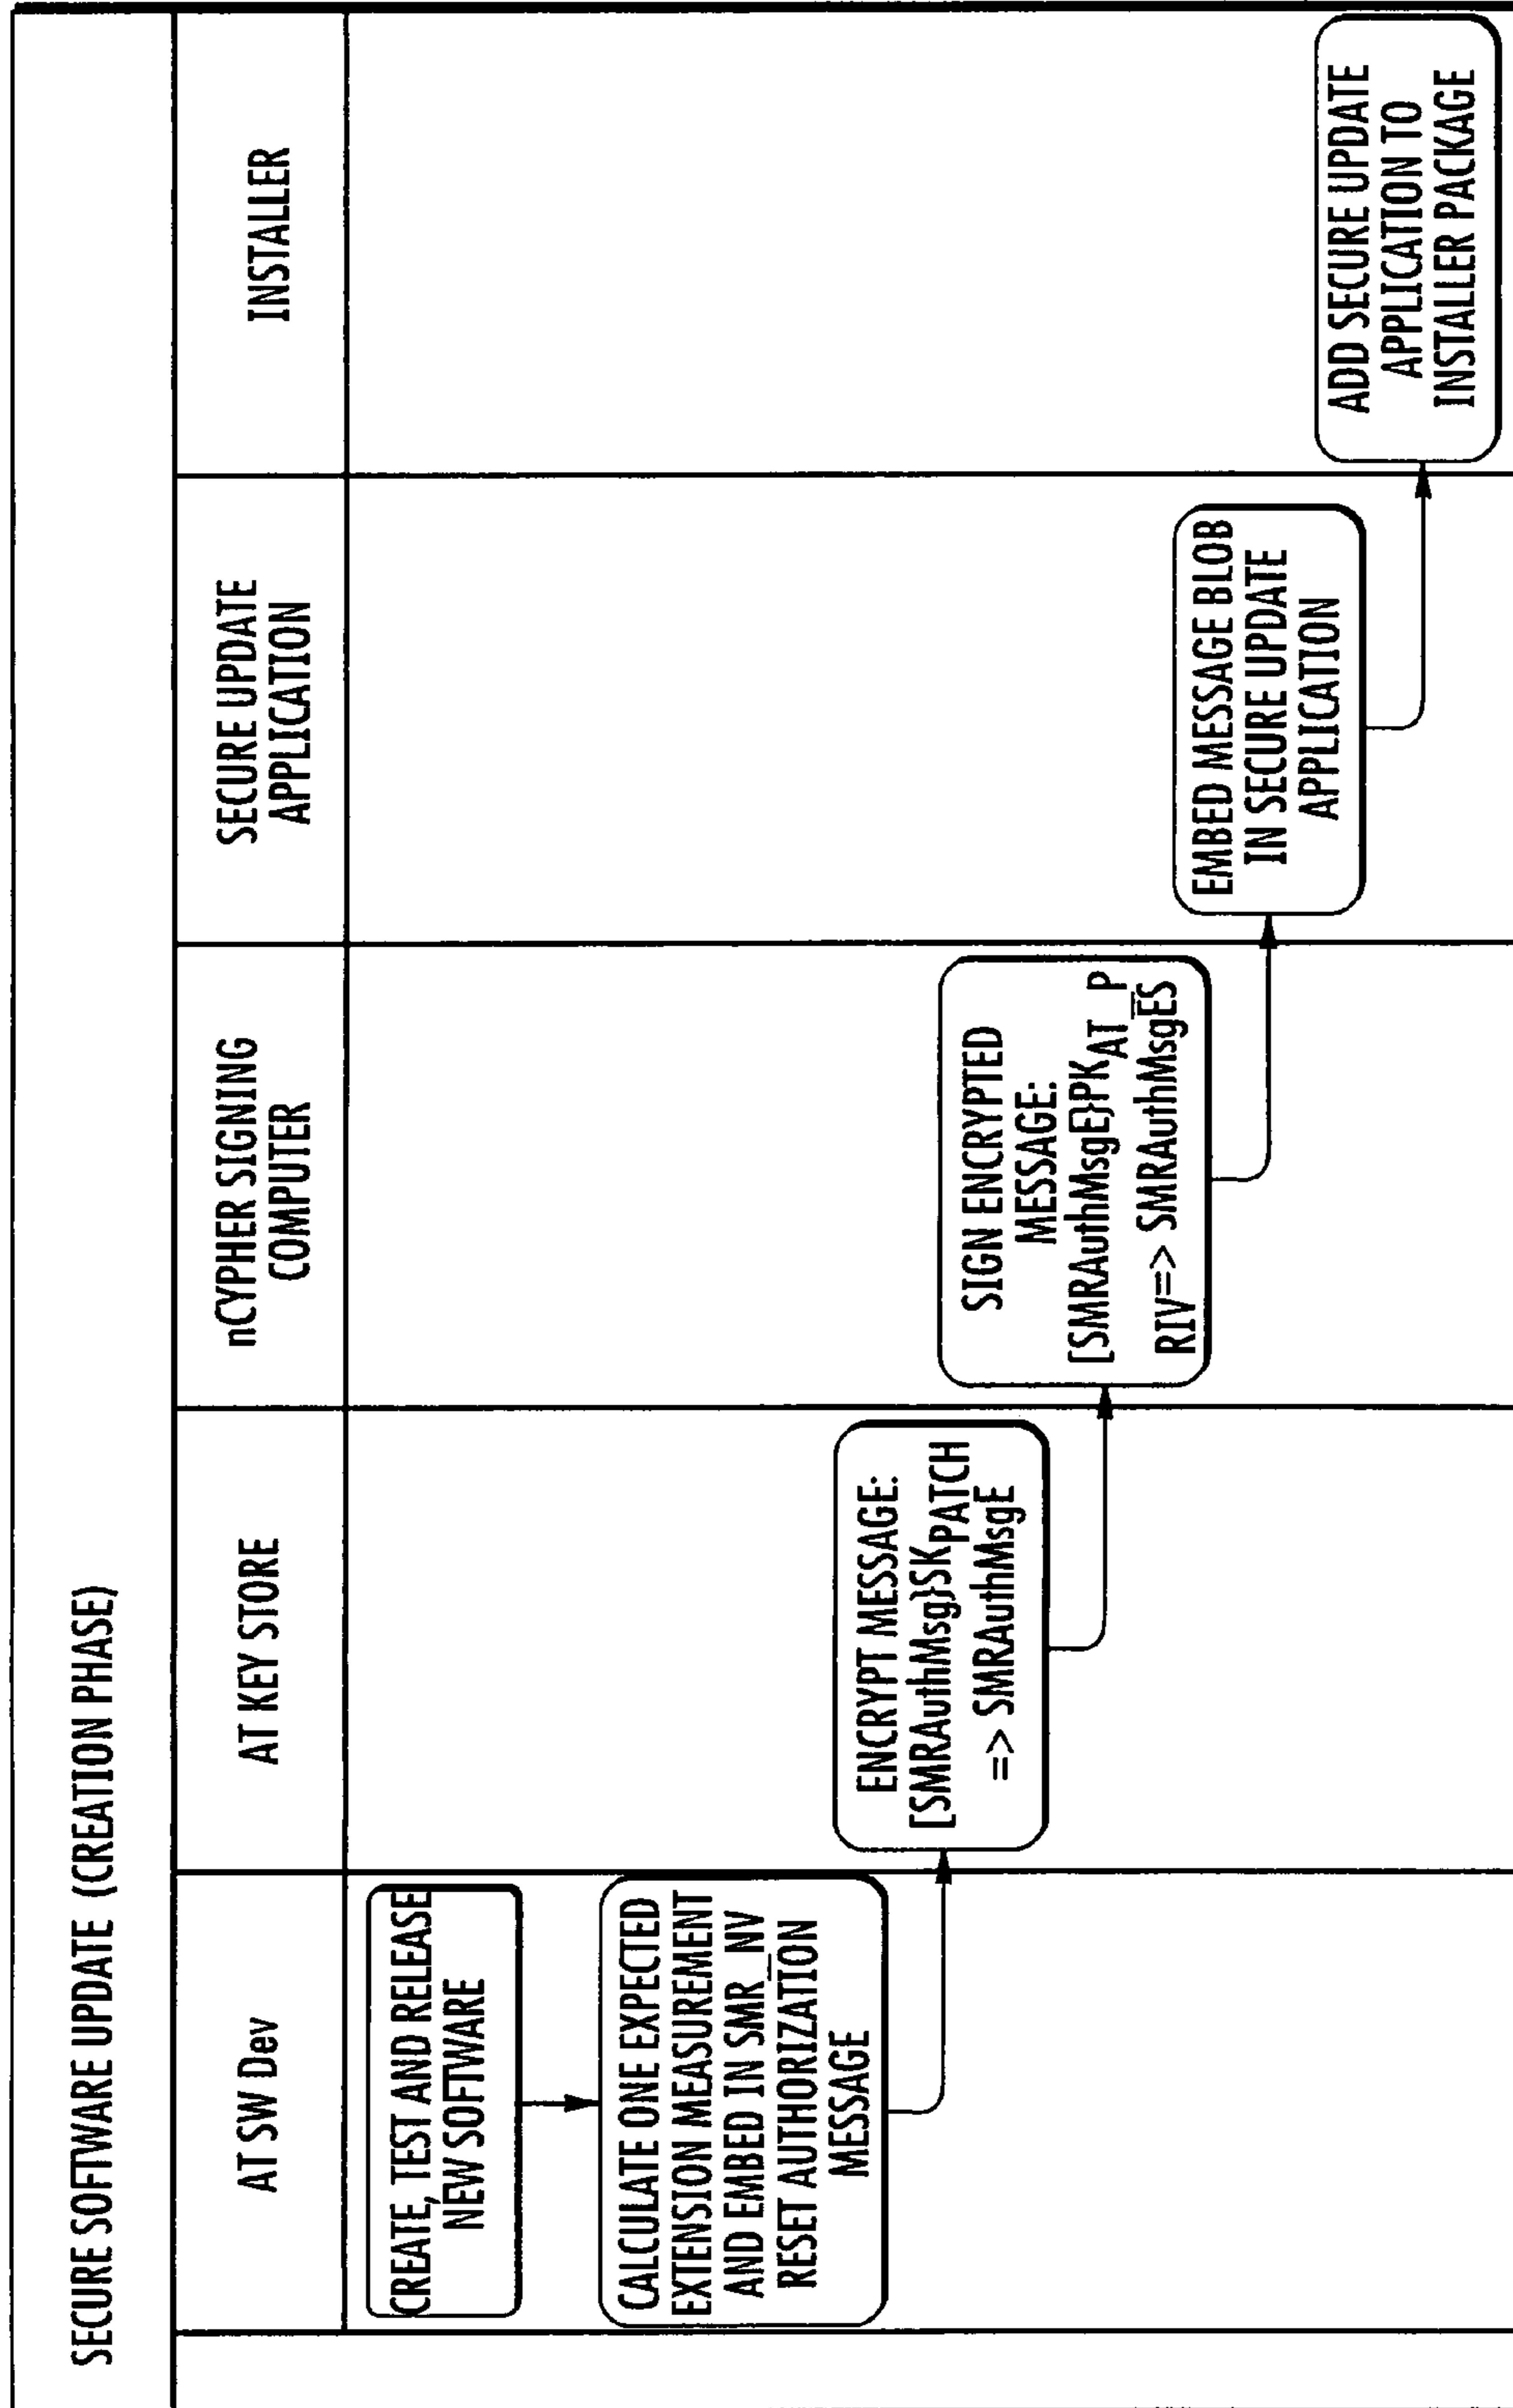 SECURE SOFTWARE UPDATE (CREATION PHASE)
AT SW Dev
AT KEY STORE
nCYPHER SIGNING
COMPUTER
SECURE UPDATE
APPLICATION
INSTALLER
CREATE, TEST AND RELEASE
NEW SOFTWARE
CALCULATE ONE EXPECTED
EXTENSION MEASUREMENT
AND EMBED IN SMR_NV
RESET AUTHORIZATION
MESSAGE
ENCRYPT MESSAGE:
[SMRAuthMsg}SKPATCH
=> SMRAuthMsgE
SIGN ENCRYPTED
MESSAGE:
[SMRAuthMsgE}PKAT_P
RIV=> SMRAuthMsgES
EMBED MESSAGE BLOB
IN SECURE UPDATE
APPLICATION
ADD SECURE UPDATE
APPLICATION TO
INSTALLER PACKAGE